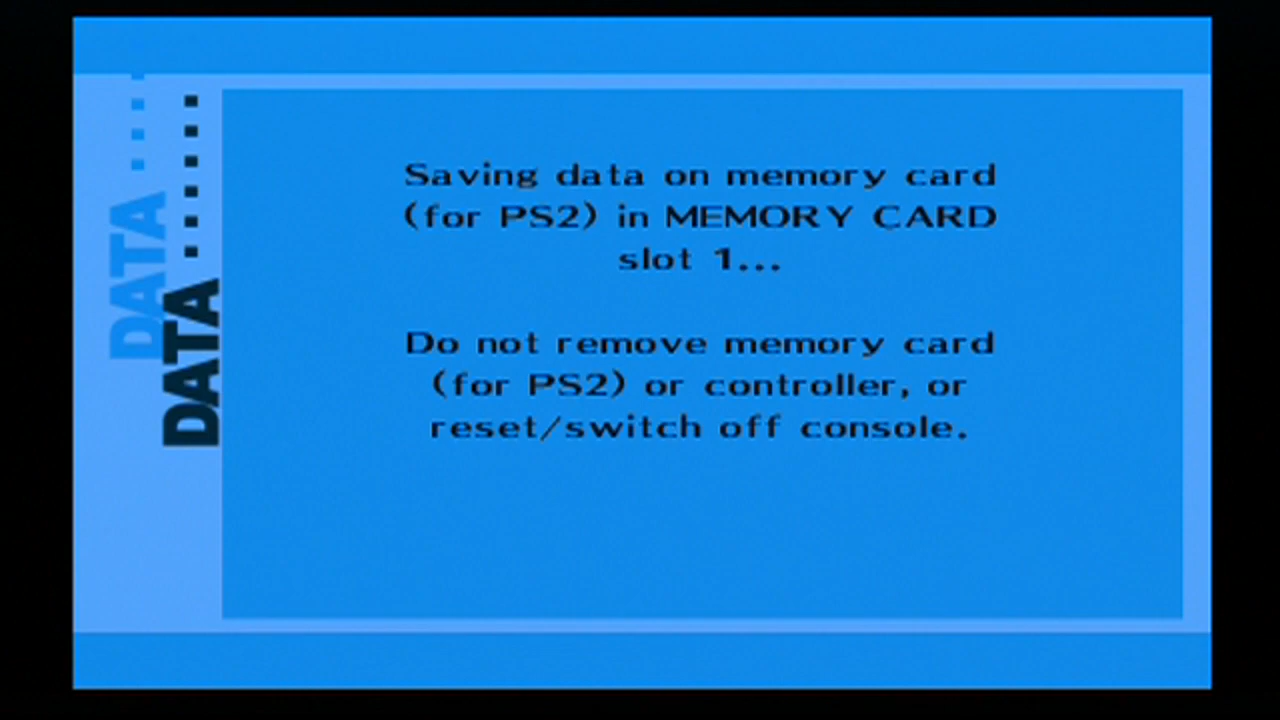 DATA
DATA
Saving data on memory card
(for PS2) in MEMORY CARD
slot 1...
Do not remove memory card
(for PS2) or controller, or
reset/switch off console.